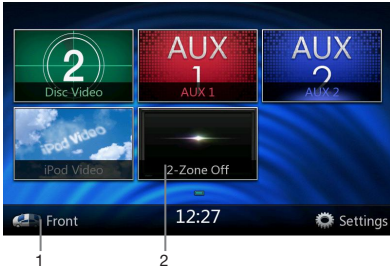 2
Disc Video
AUX
1
AUX 1
AUX
2
AUX 2
iPod Video
iPod Video
2-Zone Off
Front
12:27
Settings
1
2